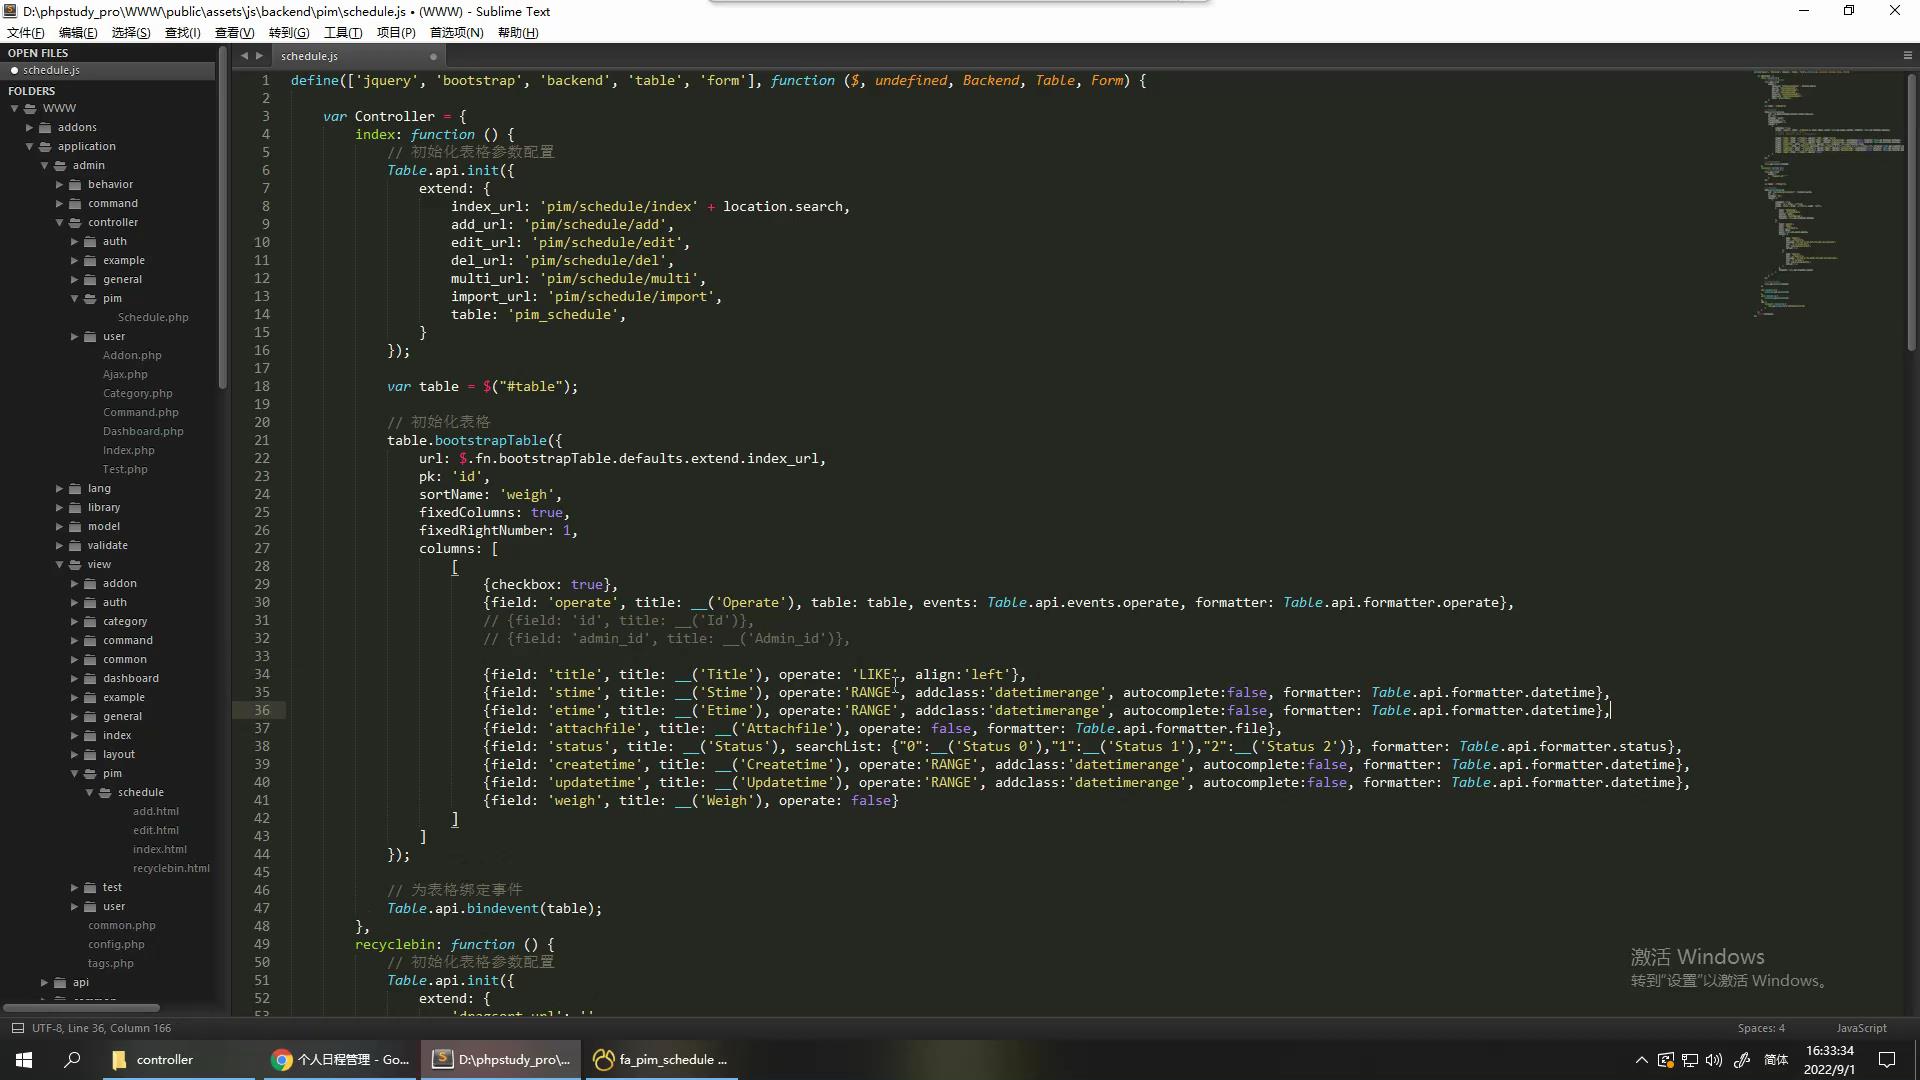 D:\phpstudy_pro\WWW\public\assets\js\backend\pim\schedule.js • (WWW) - Sublime Text
文件(F) 编辑(E) 选择(S) 查找(I) 查看(V) 转到(G) 工具(T) 项目(P) 首选项(N) 帮助(H)
OPEN FILES
schedule.js
FOLDERS
WWW
addons
application
admin
behavior
command
controller
auth
example
general
pim
Schedule.php
user
Addon.php
Ajax.php
Category.php
Command.php
Dashboard.php
Index.php
Test.php
lang
library
model
validate
view
addon
auth
category
command
common
dashboard
example
general
index
layout
pim
schedule
add.html
edit.html
index.html
recyclebin.html
test
user
common.php
config.php
tags.php
api
schedule.js
1 define(['jquery', 'bootstrap', 'backend', 'table', 'form'], function ($, undefined, Backend, Table, Form) {
2
3 var Controller = {
4 index: function () {
5 // 初始化表格参数配置
6 Table.api.init({
7 extend: {
8 index_url: 'pim/schedule/index' + location.search,
9 add_url: 'pim/schedule/add',
10 edit_url: 'pim/schedule/edit',
11 del_url: 'pim/schedule/del',
12 multi_url: 'pim/schedule/multi',
13 import_url: 'pim/schedule/import',
14 table: 'pim_schedule',
15 }
16 });
17
18 var table = $("#table");
19
20 // 初始化表格
21 table.bootstrapTable({
22 url: $.fn.bootstrapTable.defaults.extend.index_url,
23 pk: 'id',
24 sortName: 'weigh',
25 fixedColumns: true,
26 fixedRightNumber: 1,
27 columns: [
28 [
29 {checkbox: true},
30 {field: 'operate', title: __('Operate'), table: table, events: Table.api.events.operate, formatter: Table.api.formatter.operate},
31 // {field: 'id', title: __('Id')},
32 // {field: 'admin_id', title: __('Admin_id')},
33
34 {field: 'title', title: __('Title'), operate: 'LIKE', align:'left'},
35 {field: 'stime', title: __('Stime'), operate:'RANGE', addclass:'datetimerange', autocomplete:false, formatter: Table.api.formatter.datetime},
36 {field: 'etime', title: __('Etime'), operate:'RANGE', addclass:'datetimerange', autocomplete:false, formatter: Table.api.formatter.datetime},
37 {field: 'attachfile', title: __('Attachfile'), operate: false, formatter: Table.api.formatter.file},
38 {field: 'status', title: __('Status'), searchList: {"0":__('Status 0'),"1":__('Status 1'),"2":__('Status 2')}, formatter: Table.api.formatter.status},
39 {field: 'createtime', title: __('Createtime'), operate:'RANGE', addclass:'datetimerange', autocomplete:false, formatter: Table.api.formatter.datetime},
40 {field: 'updatetime', title: __('Updatetime'), operate:'RANGE', addclass:'datetimerange', autocomplete:false, formatter: Table.api.formatter.datetime},
41 {field: 'weigh', title: __('Weigh'), operate: false}
42 ]
43 ]
44 });
45
46 // 为表格绑定事件
47 Table.api.bindevent(table);
48 },
49 recyclebin: function () {
50 // 初始化表格参数配置
51 Table.api.init({
52 extend: {
激活 Windows
转到“设置”以激活 Windows。
UTF-8, Line 36, Column 166
Spaces: 4 JavaScript
controller
个人日程管理 - Go...
D:\phpstudy_pro\...
fa_pim_schedule ...
简体
16:33:34
2022/9/1